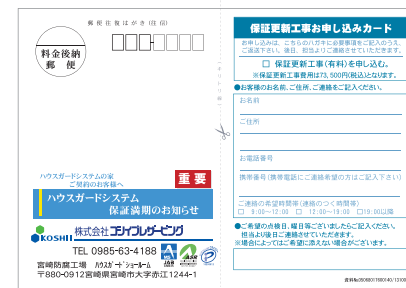 郵便往復はがき(往信)
料金後納
郵便
ハウスガードシステムの家
ご契約のお客様へ
重要
ハウスガードシステム
保証満期のお知らせ
KOSHII 株式会社コシイプレザービング
TEL 0985-63-4188
宮崎防腐工場 ハウスガードショールーム
〒880-0912宮崎県宮崎市大字赤江1244-1
保証更新工事お申し込みカード
お申し込みは、こちらのハガキに必要事項をご記入のうえ、
ご返送下さい。後日、担当よりご連絡させていただきます。
□ 保証更新工事(有料)を申し込む。
※保証更新工事費用は73,500円(税込)となります。
●お客様のお名前、ご住所、ご連絡をご記入ください。
お名前
ご住所
お電話番号
携帯番号(携帯電話にご連絡希望の方はご記入下さい)
ご連絡の希望時間帯(連絡のつく時間帯)
□ 9:00~12:00 □ 13:00~18:00 □19:00以降
●ご希望の点検日、曜日等ございましたらご記入ください。
担当より後日ご連絡させていただきます。
※場合によってはご希望に添えない場合がございます。